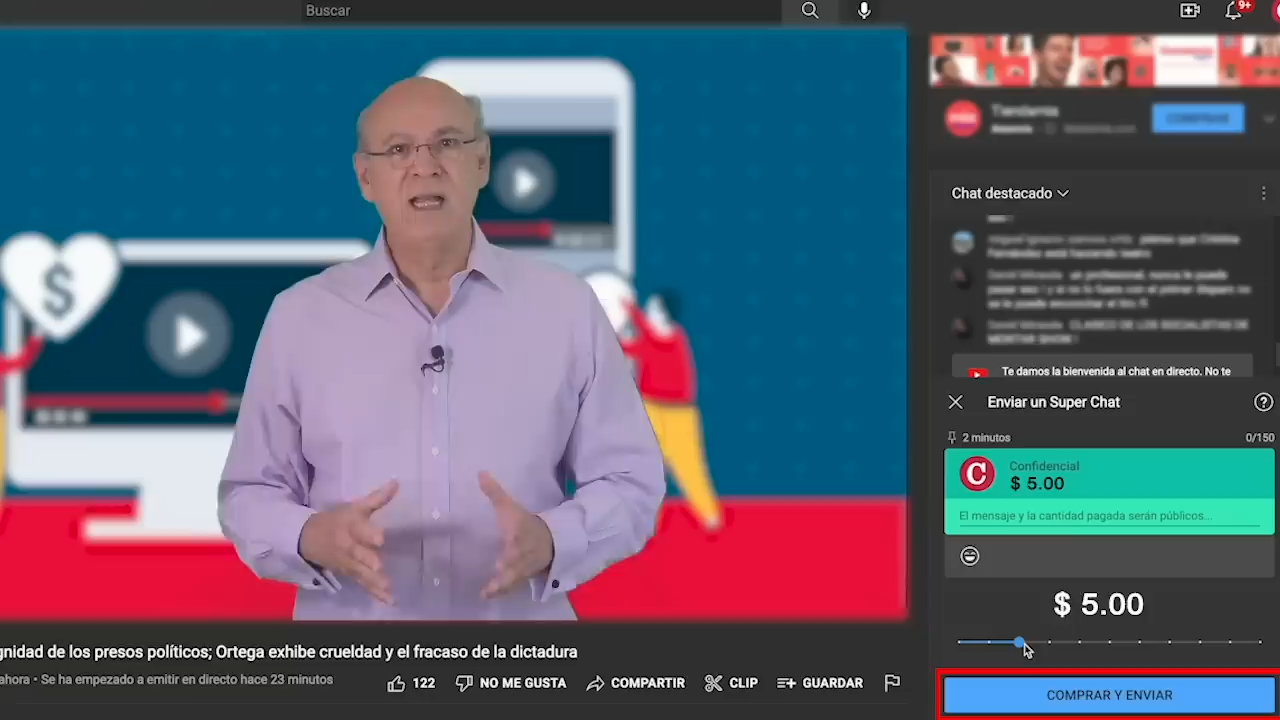 Buscar
9+
Chat destacado
Te damos la bienvenida al chat en directo. No te
Enviar un Super Chat
2 minutos
0/150
C
Confidencial
$ 5.00
El mensaje y la cantidad pagada serán públicos...
$ 5.00
COMPRAR Y ENVIAR
$
gnidad de los presos políticos; Ortega exhibe crueldad y el fracaso de la dictadura
ahora • Se ha empezado a emitir en directo hace 23 minutos
122
NO ME GUSTA
COMPARTIR
CLIP
GUARDAR